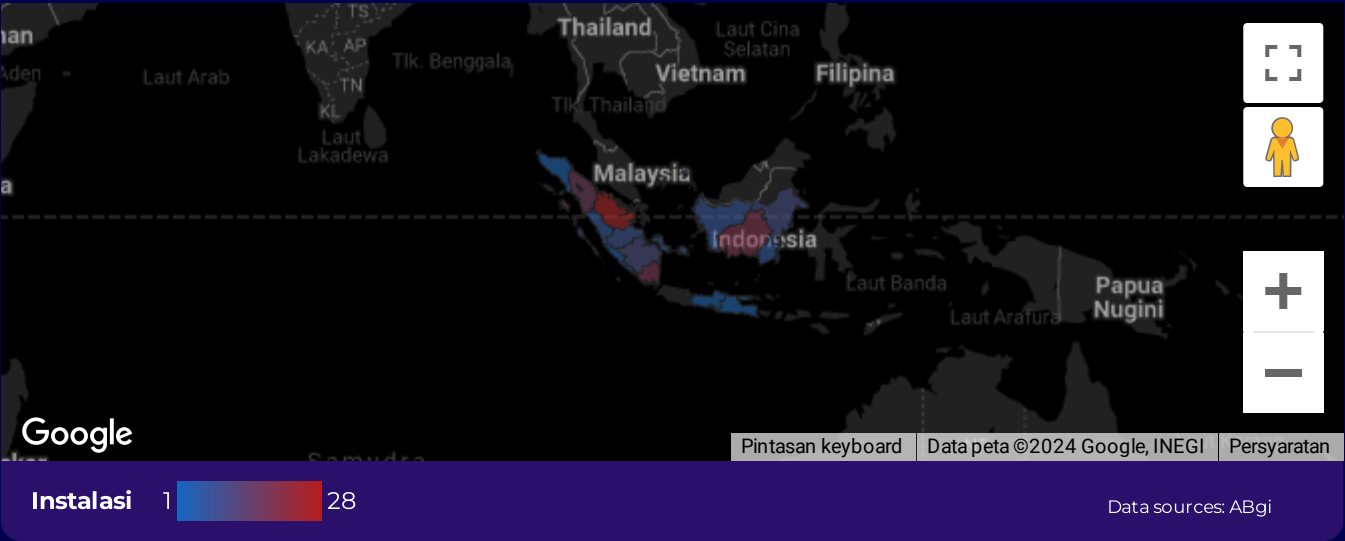 TS
Thailand
Laut Cina
Selatan
KA
AP
Aden
Tlk. Benggala
Vietnam
Filipina
Laut Arab
TN
Tlk. Thailand
KL
Laut
Lakadewa
Malaysia
Indonesia
Laut Banda
Papua
Nugini
Laut Arafura
Google
Pintasan keyboard
Data peta ©2024 Google, INEGI
Persyaratan
Samudra
Instalasi
1
28
Data sources: ABgi